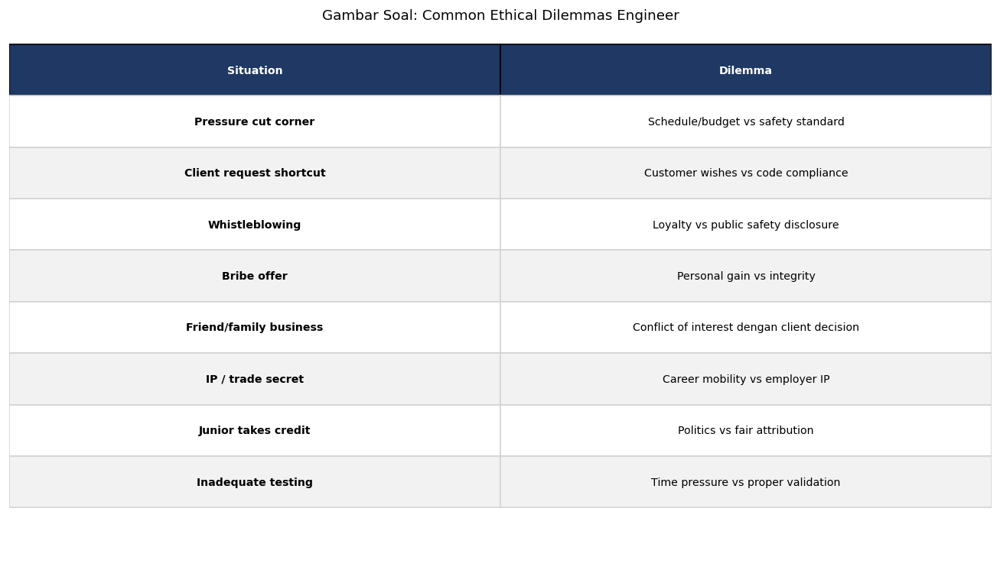 Gambar Soal: Common Ethical Dilemmas Engineer
Situation Dilemma
Pressure cut corner Schedule/budget vs safety standard
Client request shortcut Customer wishes vs code compliance
Whistleblowing Loyalty vs public safety disclosure
Bribe offer Personal gain vs integrity
Friend/family business Conflict of interest dengan client decision
IP / trade secret Career mobility vs employer IP
Junior takes credit Politics vs fair attribution
Inadequate testing Time pressure vs proper validation